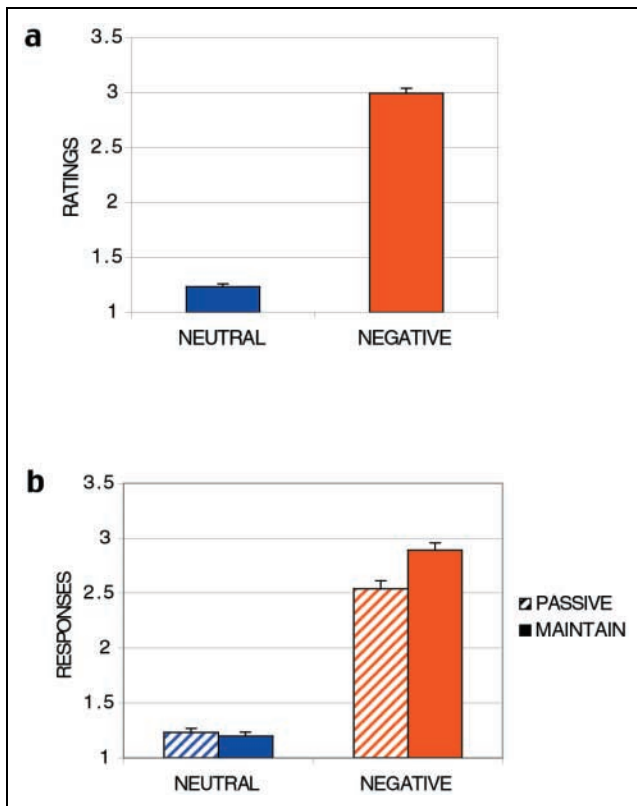 a
3.5
3
2.5
2
1.5
1
RATINGS
NEUTRAL NEGATIVE
b
3.5
3
2.5
2
1.5
1
RESPONSES
NEUTRAL NEGATIVE
PASSIVE
MAINTAIN